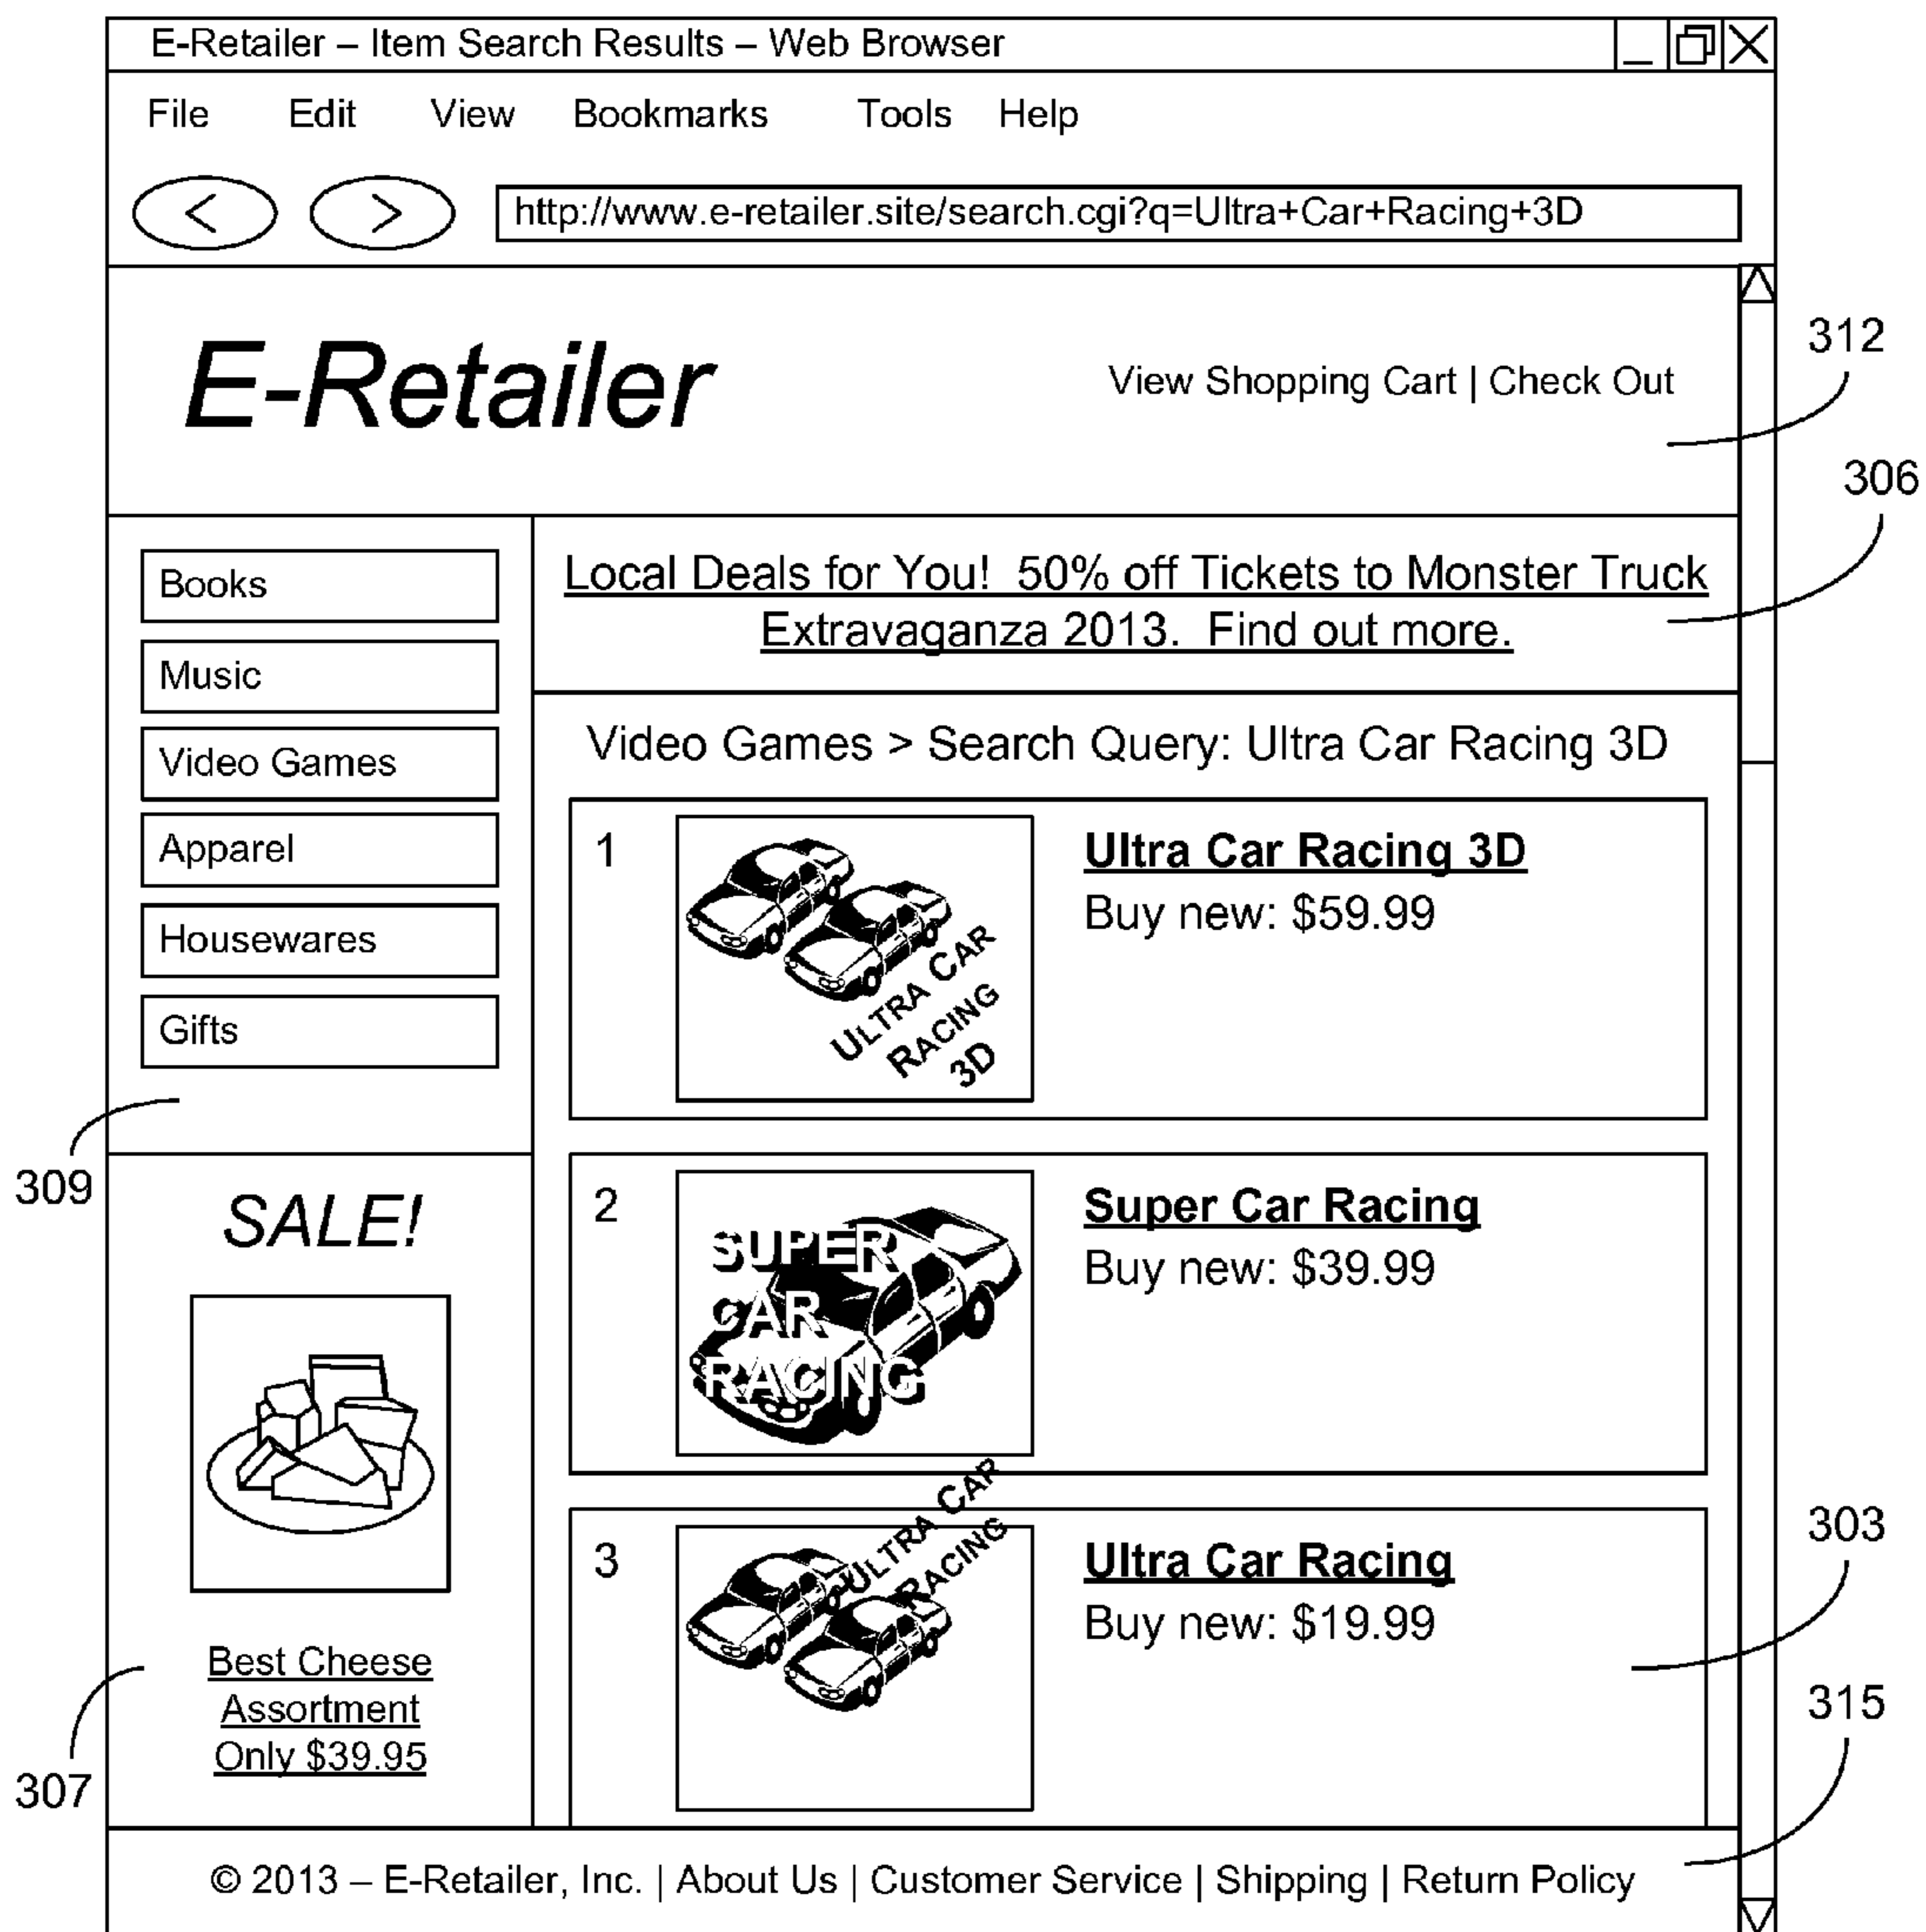 E-Retailer – Item Search Results – Web Browser
File Edit View Bookmarks Tools Help
http://www.e-retailer.site/search.cgi?q=Ultra+Car+Racing+3D
E-Retailer
View Shopping Cart | Check Out
312
306
Books
Music
Video Games
Apparel
Housewares
Gifts
309
SALE!
Best Cheese
Assortment
Only $39.95
307
Local Deals for You!  50% off Tickets to Monster Truck
Extravaganza 2013.  Find out more.
Video Games > Search Query: Ultra Car Racing 3D
1
ULTRA CAR
RACING
3D
Ultra Car Racing 3D
Buy new: $59.99
2
SUPER
CAR
RACING
Super Car Racing
Buy new: $39.99
3
ULTRA CAR
RACING
Ultra Car Racing
Buy new: $19.99
303
315
© 2013 – E-Retailer, Inc. | About Us | Customer Service | Shipping | Return Policy